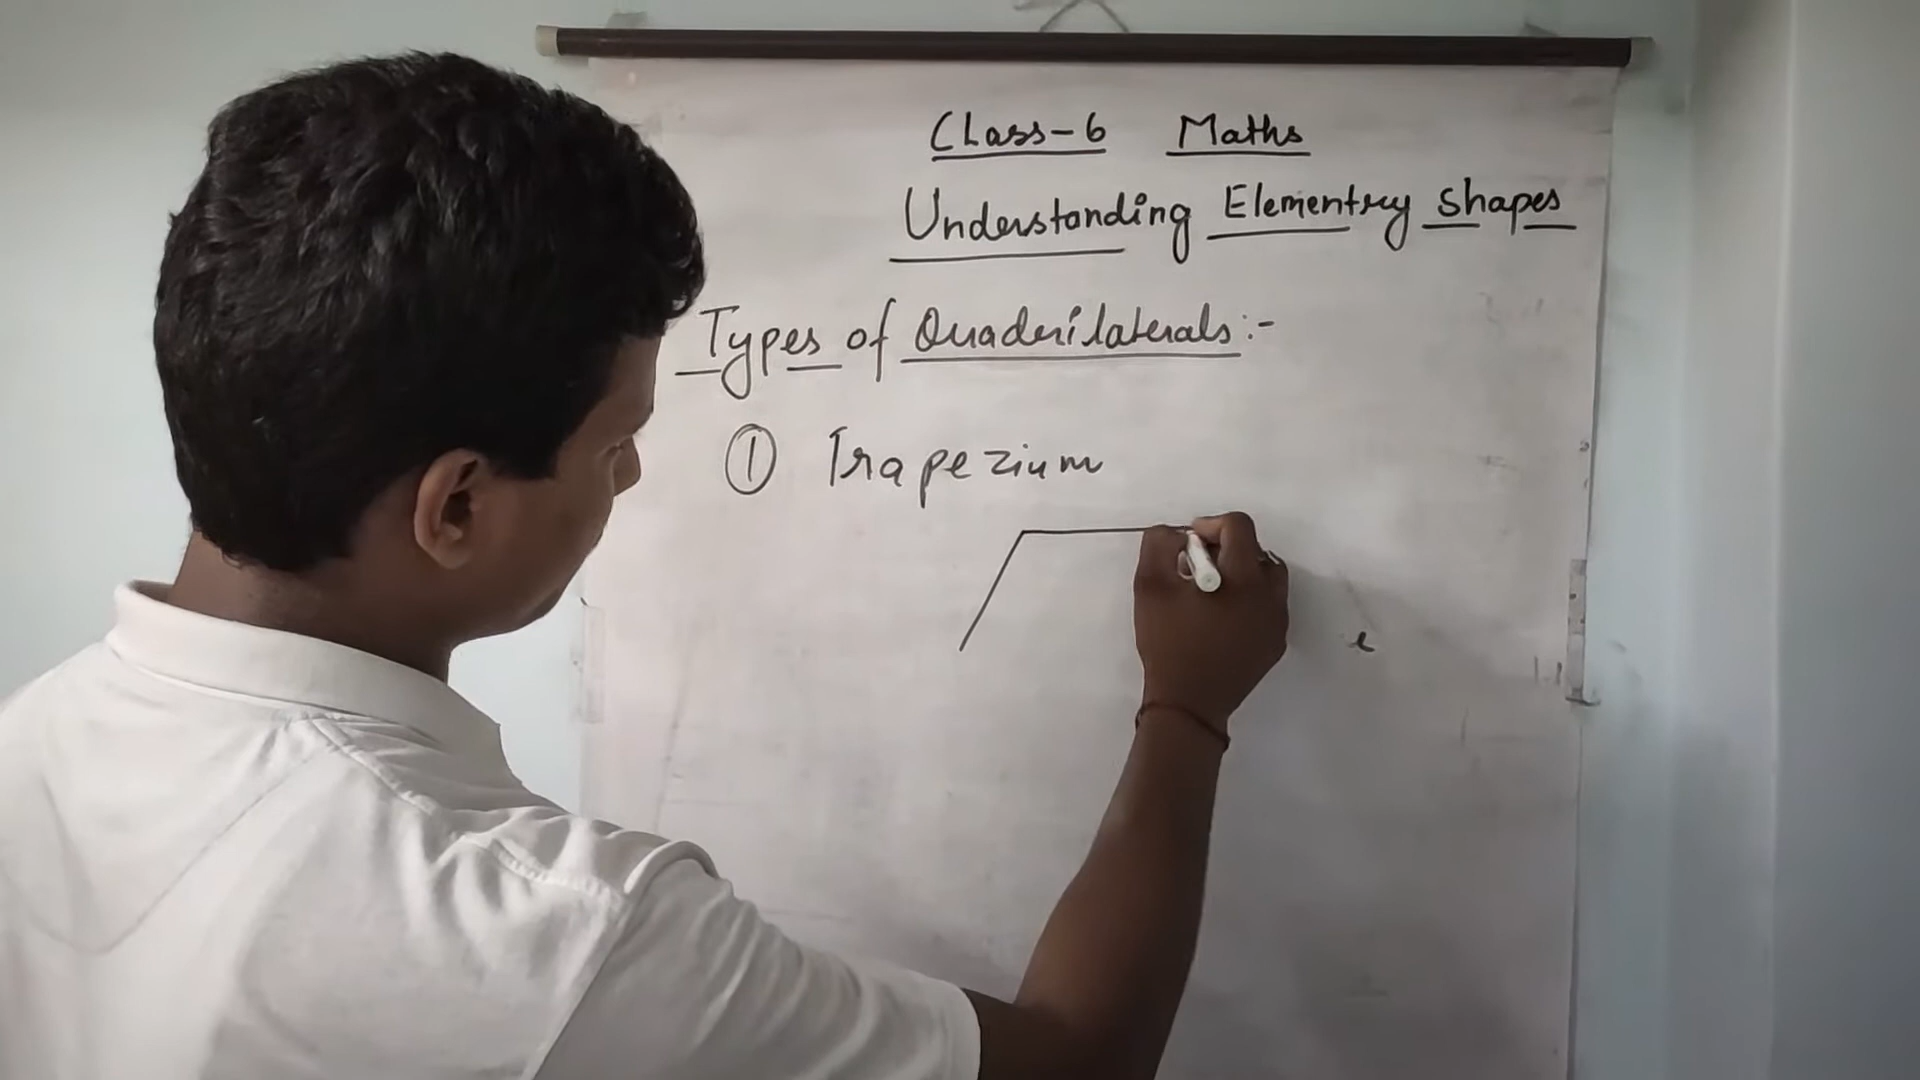 Class-6 Maths
Understanding Elementry shapes
Types of Quaderilaterals:-
① Trapezium